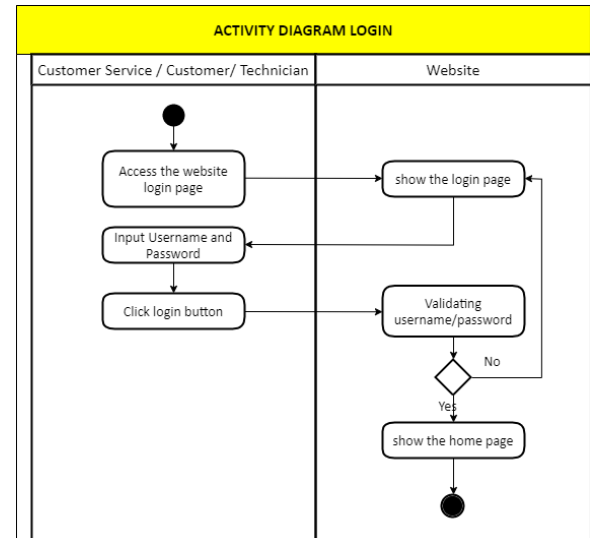 ACTIVITY DIAGRAM LOGIN
Customer Service / Customer/ Technician
Website
Access the website
login page
show the login page
Input Username and
Password
Click login button
Validating
username/password
No
Yes
show the home page